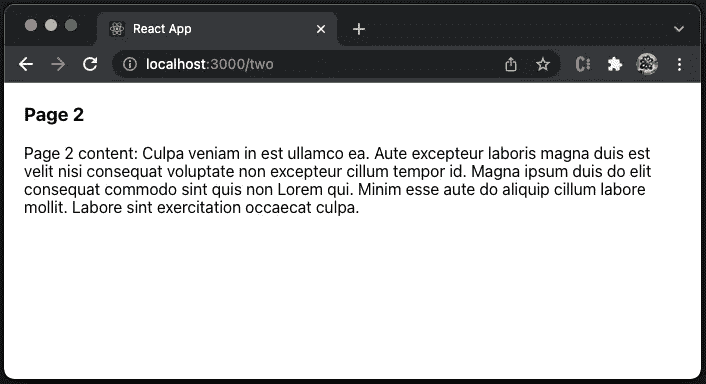 React App
localhost:3000/two
Page 2
Page 2 content: Culpa veniam in est ullamco ea. Aute excepteur laboris magna duis est
velit nisi consequat voluptate non excepteur cillum tempor id. Magna ipsum duis do elit
consequat commodo sint quis non Lorem qui. Minim esse aute do aliquip cillum labore
mollit. Labore sint exercitation occaecat culpa.